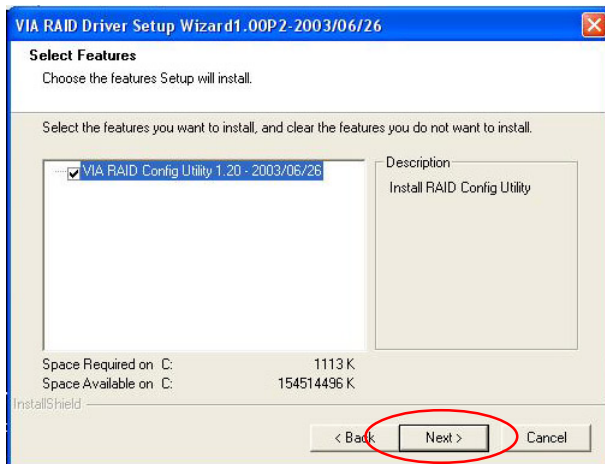 VIA RAID Driver Setup Wizard1.00P2-2003/06/26
Select Features
Choose the features Setup will install.
Select the features you want to install, and clear the features you do not want to install.
VIA RAID Config Utility 1.20 - 2003/06/26
Description
Install RAID Config Utility
Space Required on C: 1113 K
Space Available on C: 154514496 K
InstallShield
< Back Next > Cancel